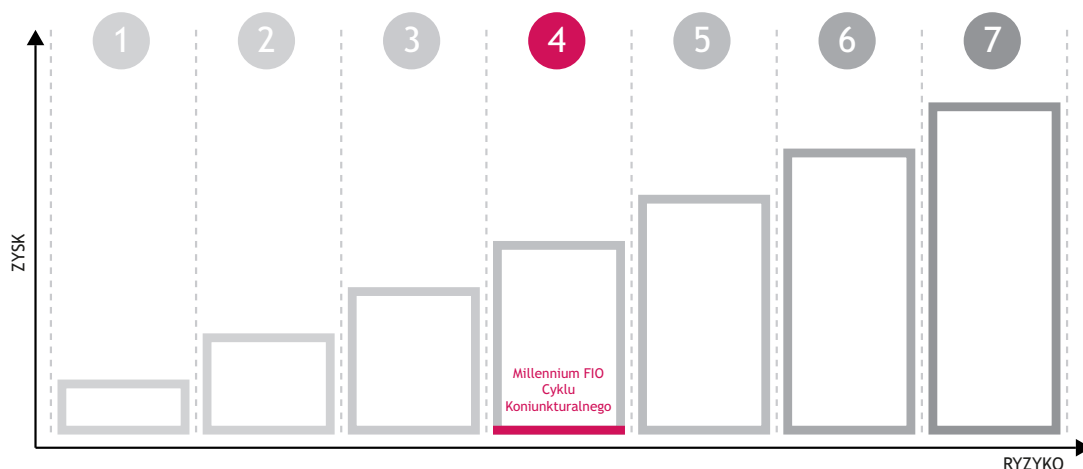 1 2 3 4 5 6 7
ZYSK
Millennium FIO
Cyklu
Koniunkturalnego
RYZYKO